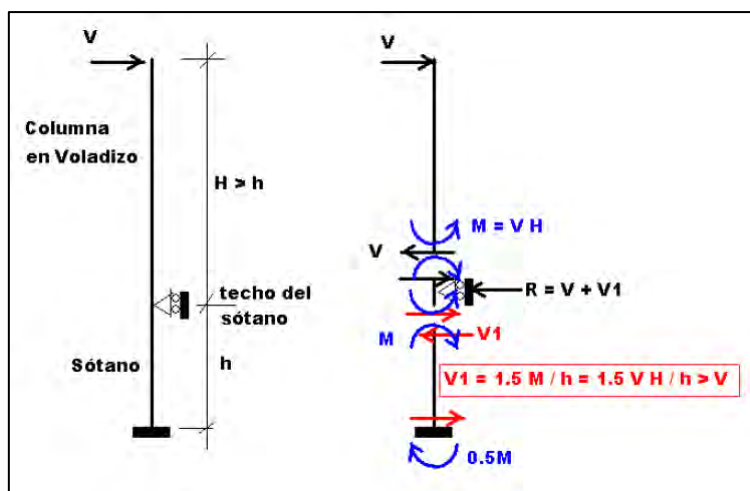 V
Columna
en Voladizo
H > h
techo del
sótano
Sótano
h
V
M = V H
V
R = V + V1
M
V1
V1 = 1.5 M / h = 1.5 V H / h > V
0.5M